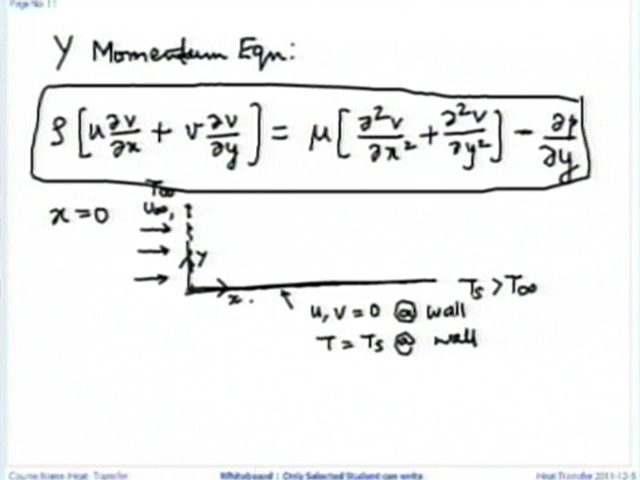 Page No. 11
Y Momentum Eqn:
ρ [u ∂v/∂x + v ∂v/∂y] = μ [∂²v/∂x² + ∂²v/∂y²] − ∂p/∂y
T∞
x=0 u∞,
y
x. Ts > T∞
u, v = 0 @ wall
T = Ts @ wall
Course Name: Heat Transfer Whiteboard | Only Selected Student can write Heat Transfer 2011-12-5